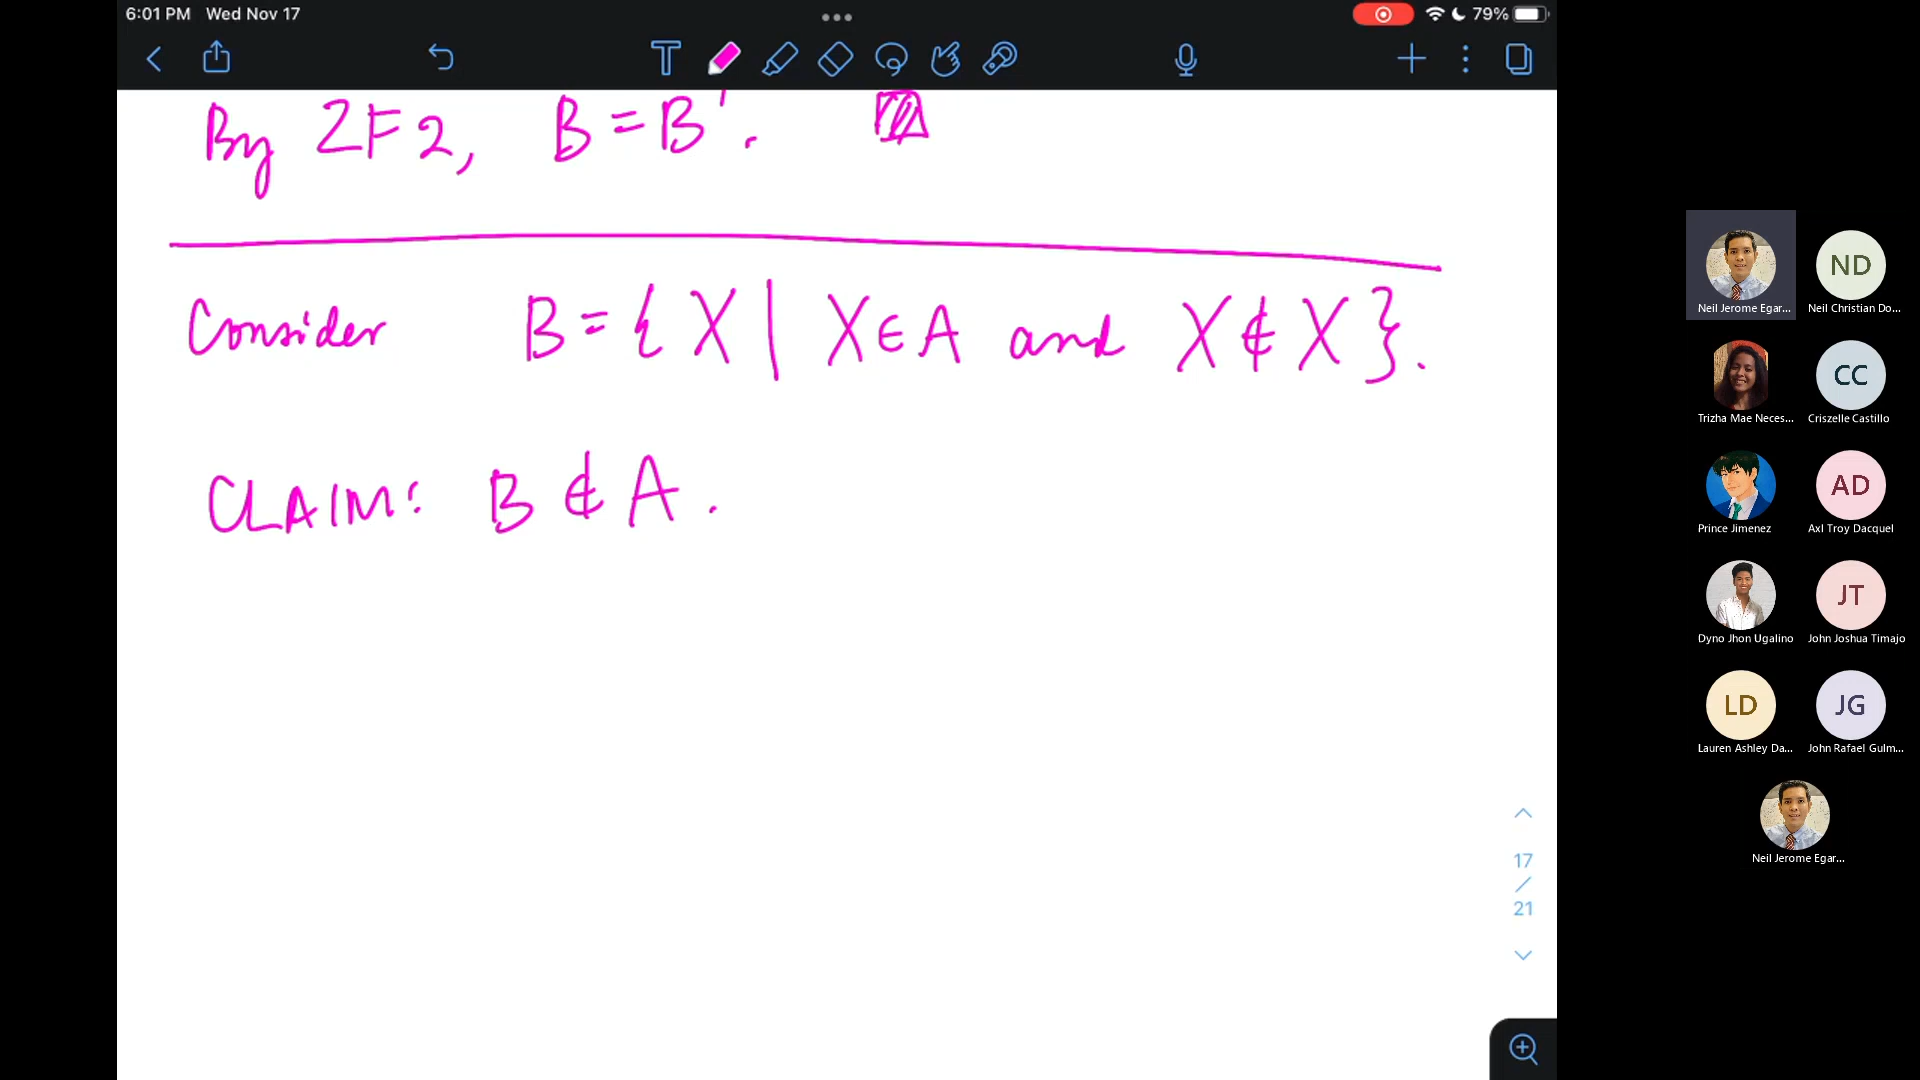 6:01 PM Wed Nov 17
79%
By ZF2, B = B'.
Consider B = { X | X ∈ A and X ∉ X }.
CLAIM: B ∉ A.
17
/
21
Neil Jerome Egar...
ND
Neil Christian Do...
Trizha Mae Neces...
CC
Criszelle Castillo
Prince Jimenez
AD
Axl Troy Dacquel
Dyno Jhon Ugalino
JT
John Joshua Timajo
LD
Lauren Ashley Da...
JG
John Rafael Gulm...
Neil Jerome Egar...